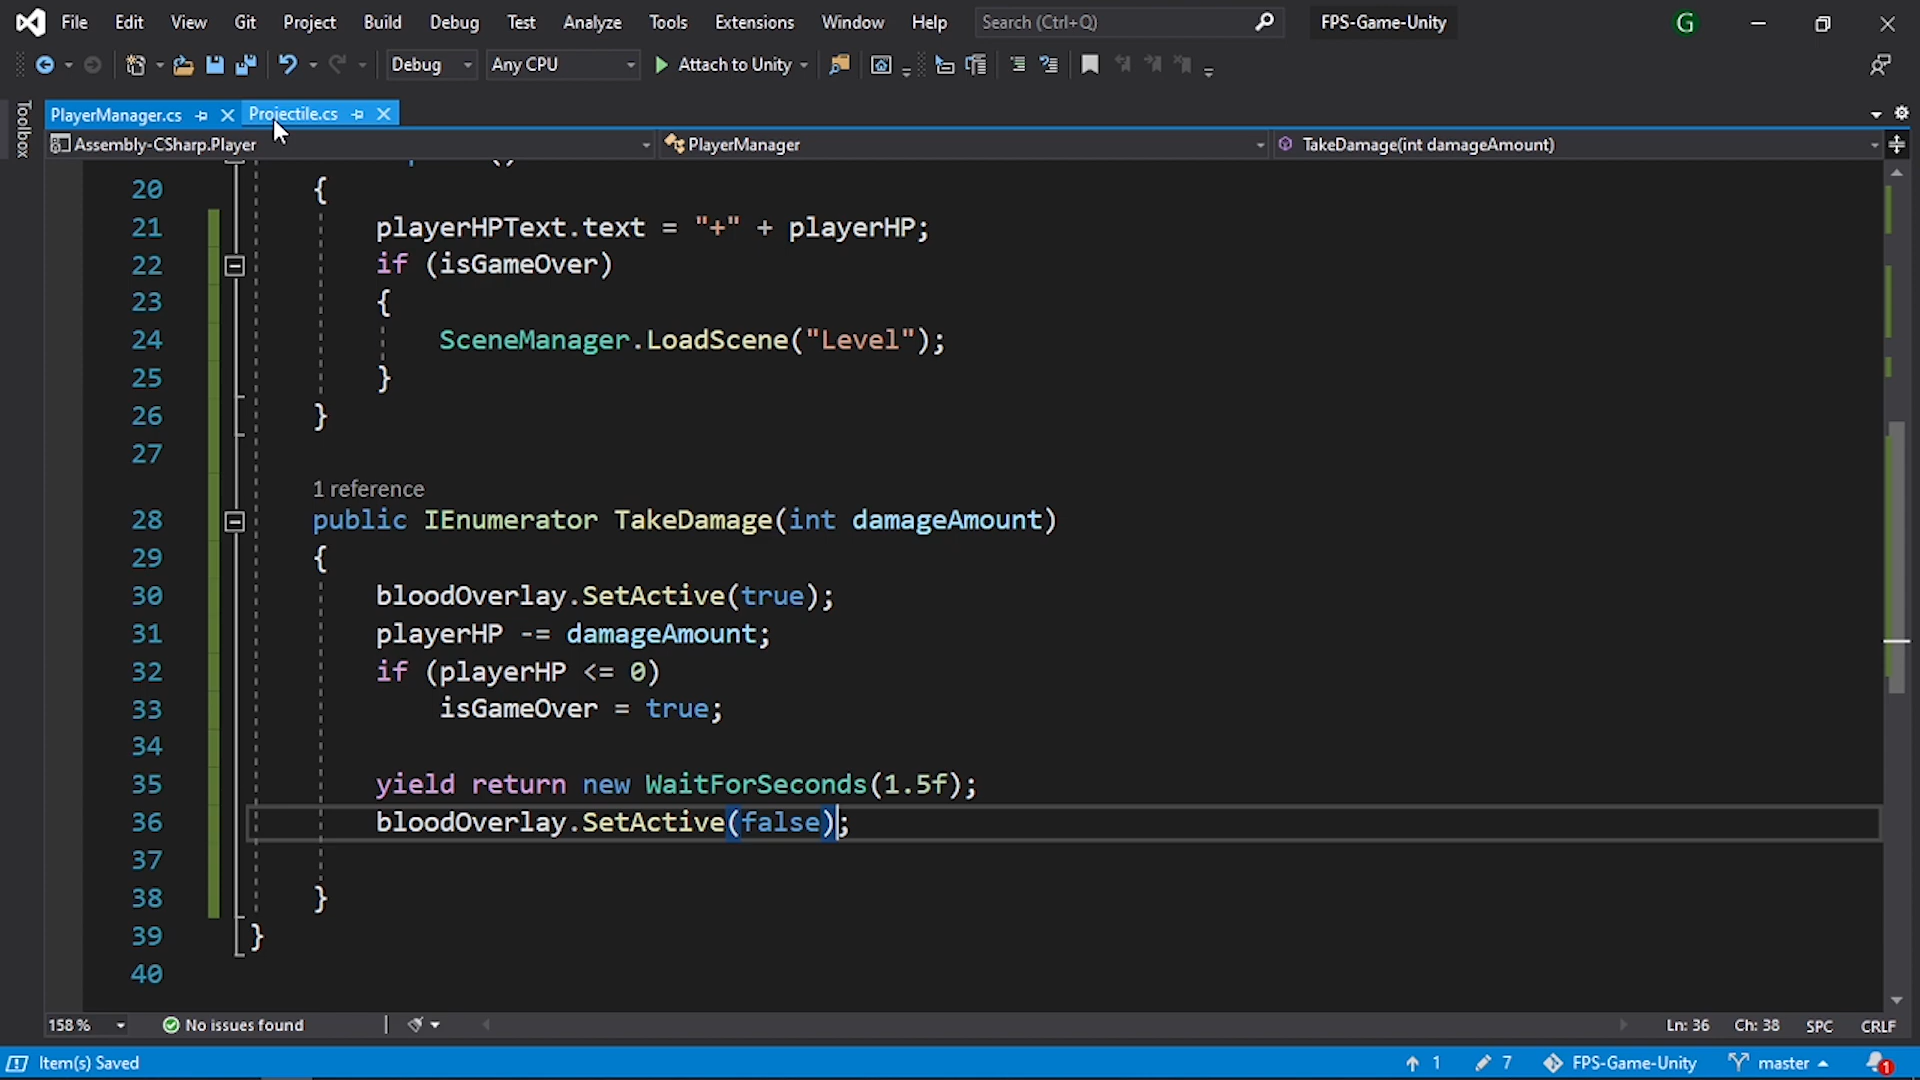 File Edit View Git Project Build Debug Test Analyze Tools Extensions Window Help Search (Ctrl+Q) FPS-Game-Unity G
Debug Any CPU Attach to Unity
Toolbox
PlayerManager.cs Projectile.cs
Assembly-CSharp.Player PlayerManager TakeDamage(int damageAmount)
20 {
21 playerHPText.text = "+" + playerHP;
22 if (isGameOver)
23 {
24 SceneManager.LoadScene("Level");
25 }
26 }
27
1 reference
28 public IEnumerator TakeDamage(int damageAmount)
29 {
30 bloodOverlay.SetActive(true);
31 playerHP -= damageAmount;
32 if (playerHP <= 0)
33 isGameOver = true;
34
35 yield return new WaitForSeconds(1.5f);
36 bloodOverlay.SetActive(false);
37
38 }
39 }
40
158 % No issues found Ln: 36 Ch: 38 SPC CRLF
Item(s) Saved 1 7 FPS-Game-Unity master 1